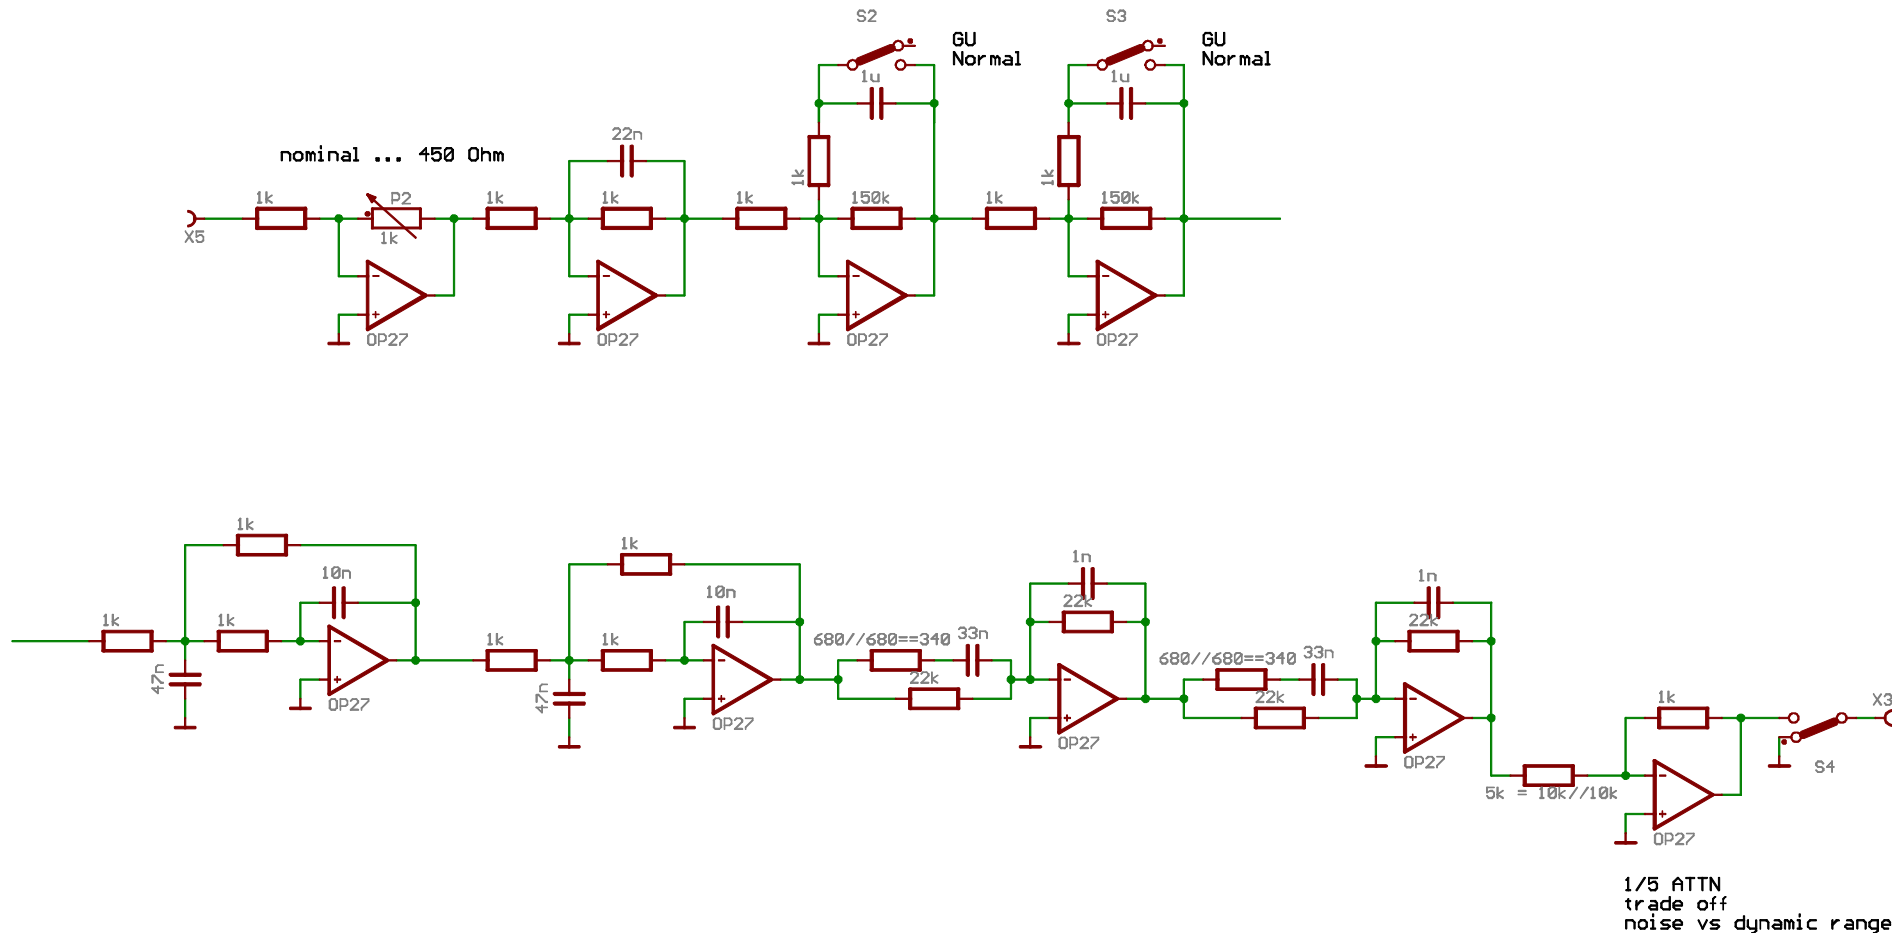 S2
S3
GU
Normal
GU
Normal
1u
1u
22n
nominal ... 450 Ohm
1k
1k
1k
P2
1k
1k
1k
150k
1k
150k
X5
1k
-
+
OP27
-
+
OP27
-
+
OP27
-
+
OP27
1k
1k
10n
1n
10n
1n
1k
1k
22k
22k
1k
1k
680//680==340
33n
680//680==340
33n
47n
22k
47n
22k
-
+
OP27
-
+
OP27
-
+
OP27
-
+
OP27
1k
X3
S4
5k = 10k//10k
-
+
OP27
1/5 ATTN
trade off
noise vs dynamic range